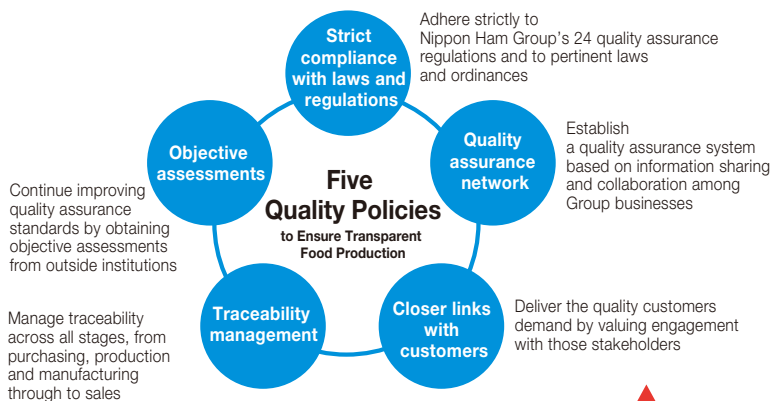 Strict
compliance
with laws and
regulations
Adhere strictly to
Nippon Ham Group's 24 quality assurance
regulations and to pertinent laws
and ordinances
Quality
assurance
network
Establish
a quality assurance system
based on information sharing
and collaboration among
Group businesses
Objective
assessments
Continue improving
quality assurance
standards by obtaining
objective assessments
from outside institutions
Five
Quality Policies
to Ensure Transparent
Food Production
Traceability
management
Manage traceability
across all stages, from
purchasing, production
and manufacturing
through to sales
Closer links
with
customers
Deliver the quality customers
demand by valuing engagement
with those stakeholders